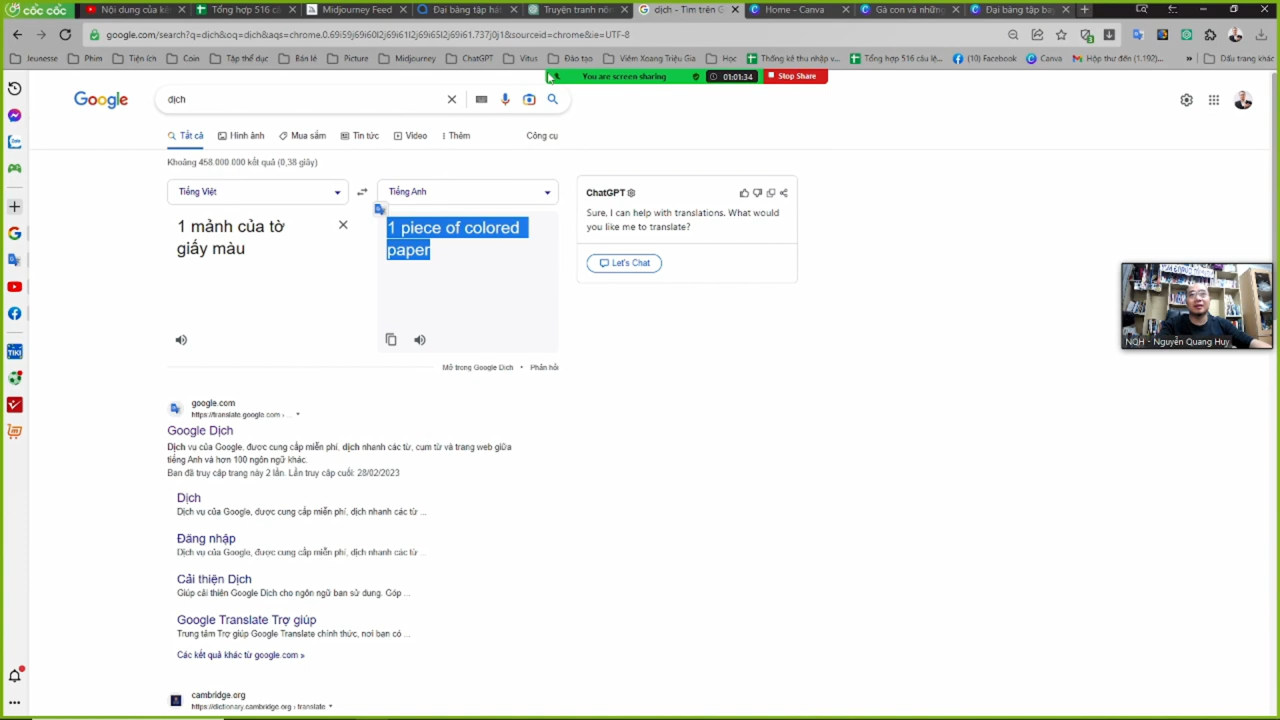 cốc cốc
Nội dung của kê
Tổng hợp 516 câ
Midjourney Feed
Đại bàng tập hát
Truyện tranh nôn
dịch - Tìm trên G
Home - Canva
Gà con và những
Đại bàng tập bay
google.com/search?q=dich&oq=dich&aqs=chrome.0.69i59j69i60l2j69i61j69i65l2j69i61.737j0j1&sourceid=chrome&ie=UTF-8
Jeunesse
Phim
Tiện ích
Coin
Tập thể dục
Bán lẻ
Picture
Midjourney
ChatGPT
Vitus
Đào tạo
Viêm Xoang Triệu Gia
Học
Thống kê thu nhập v...
Tổng hợp 516 câu lệ...
(10) Facebook
Canva
Hộp thư đến (1.192)...
»
Dấu trang khác
You are screen sharing
01:01:34
Stop Share
Google
dịch
Tất cả
Hình ảnh
Mua sắm
Tin tức
Video
Thêm
Công cụ
Khoảng 458 000 000 kết quả (0,38 giây)
Tiếng Việt
Tiếng Anh
1 mảnh của tờ
giấy màu
1 piece of colored
paper
Mở trong Google Dịch • Phản hồi
ChatGPT
Sure, I can help with translations. What would
you like me to translate?
Let's Chat
NQH - Nguyễn Quang Huy
google.com
https://translate.google.com › ...
Google Dịch
Dịch vụ của Google, được cung cấp miễn phí, dịch nhanh các từ, cụm từ và trang web giữa
tiếng Anh và hơn 100 ngôn ngữ khác.
Bạn đã truy cập trang này 2 lần. Lần truy cập cuối: 28/02/2023
Dịch
Dịch vụ của Google, được cung cấp miễn phí, dịch nhanh các từ ...
Đăng nhập
Dịch vụ của Google, được cung cấp miễn phí, dịch nhanh các từ ...
Cải thiện Dịch
Giúp cải thiện Google Dịch cho ngôn ngữ bạn sử dụng. Góp ...
Google Translate Trợ giúp
Trung tâm Trợ giúp Google Translate chính thức, nơi bạn có ...
Các kết quả khác từ google.com »
cambridge.org
https://dictionary.cambridge.org › translate
Zalo
TIKI